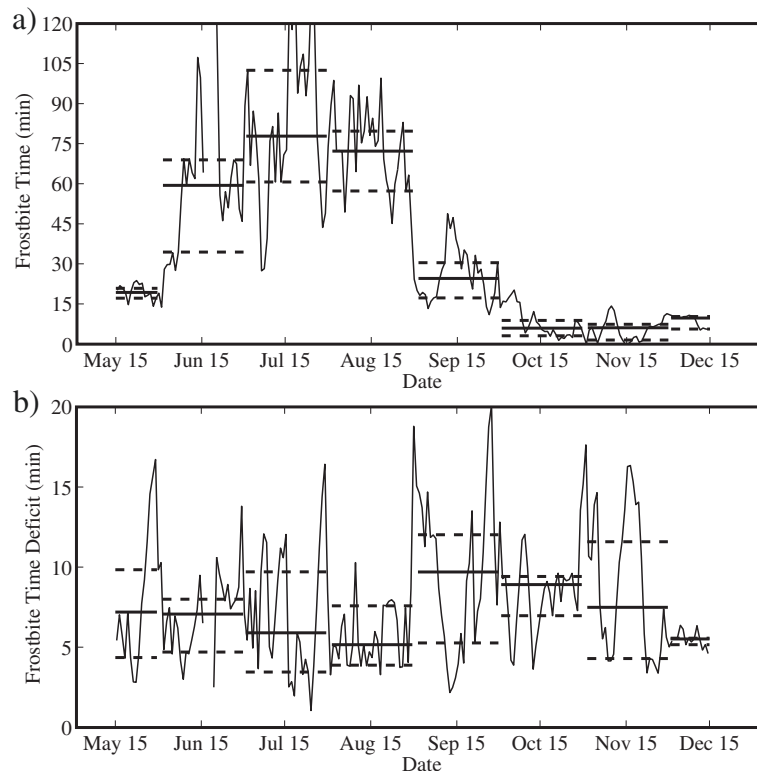 a)
120
105
90
75
60
45
30
15
0
Frostbite Time (min)
May 15 Jun 15 Jul 15 Aug 15 Sep 15 Oct 15 Nov 15 Dec 15
Date
b)
20
15
10
5
0
Frostbite Time Deficit (min)
May 15 Jun 15 Jul 15 Aug 15 Sep 15 Oct 15 Nov 15 Dec 15
Date